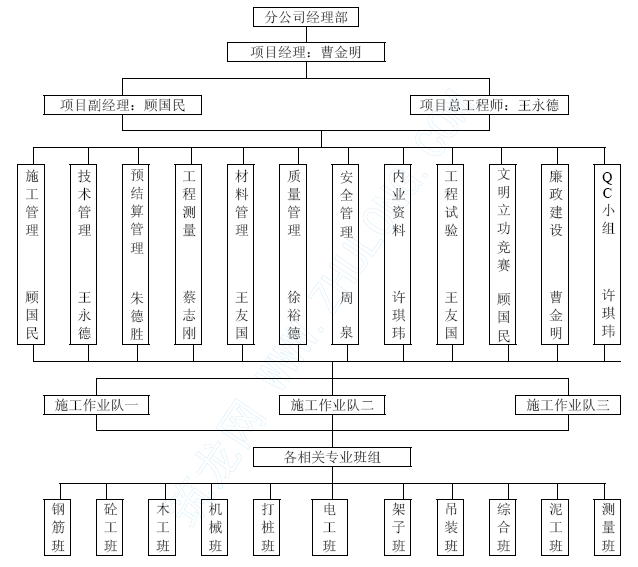 分公司经理部
项目经理：曹金明
项目副经理：顾国民
项目总工程师：王永德
施工管理 顾国民
技术管理 王永德
预结算管理 朱德胜
工程测量 蔡志刚
材料管理 王友国
质量管理 徐裕德
安全管理 周泉
内业资料 许琪玮
工程试验 王友国
文明立功竞赛 顾国民
廉政建设 曹金明
QC小组 许琪玮
施工作业队一
施工作业队二
施工作业队三
各相关专业班组
钢筋班
砼工班
木工班
机械班
打桩班
电工班
架子班
吊装班
综合班
泥工班
测量班
筑龙网 WWW.ZHULONG.COM